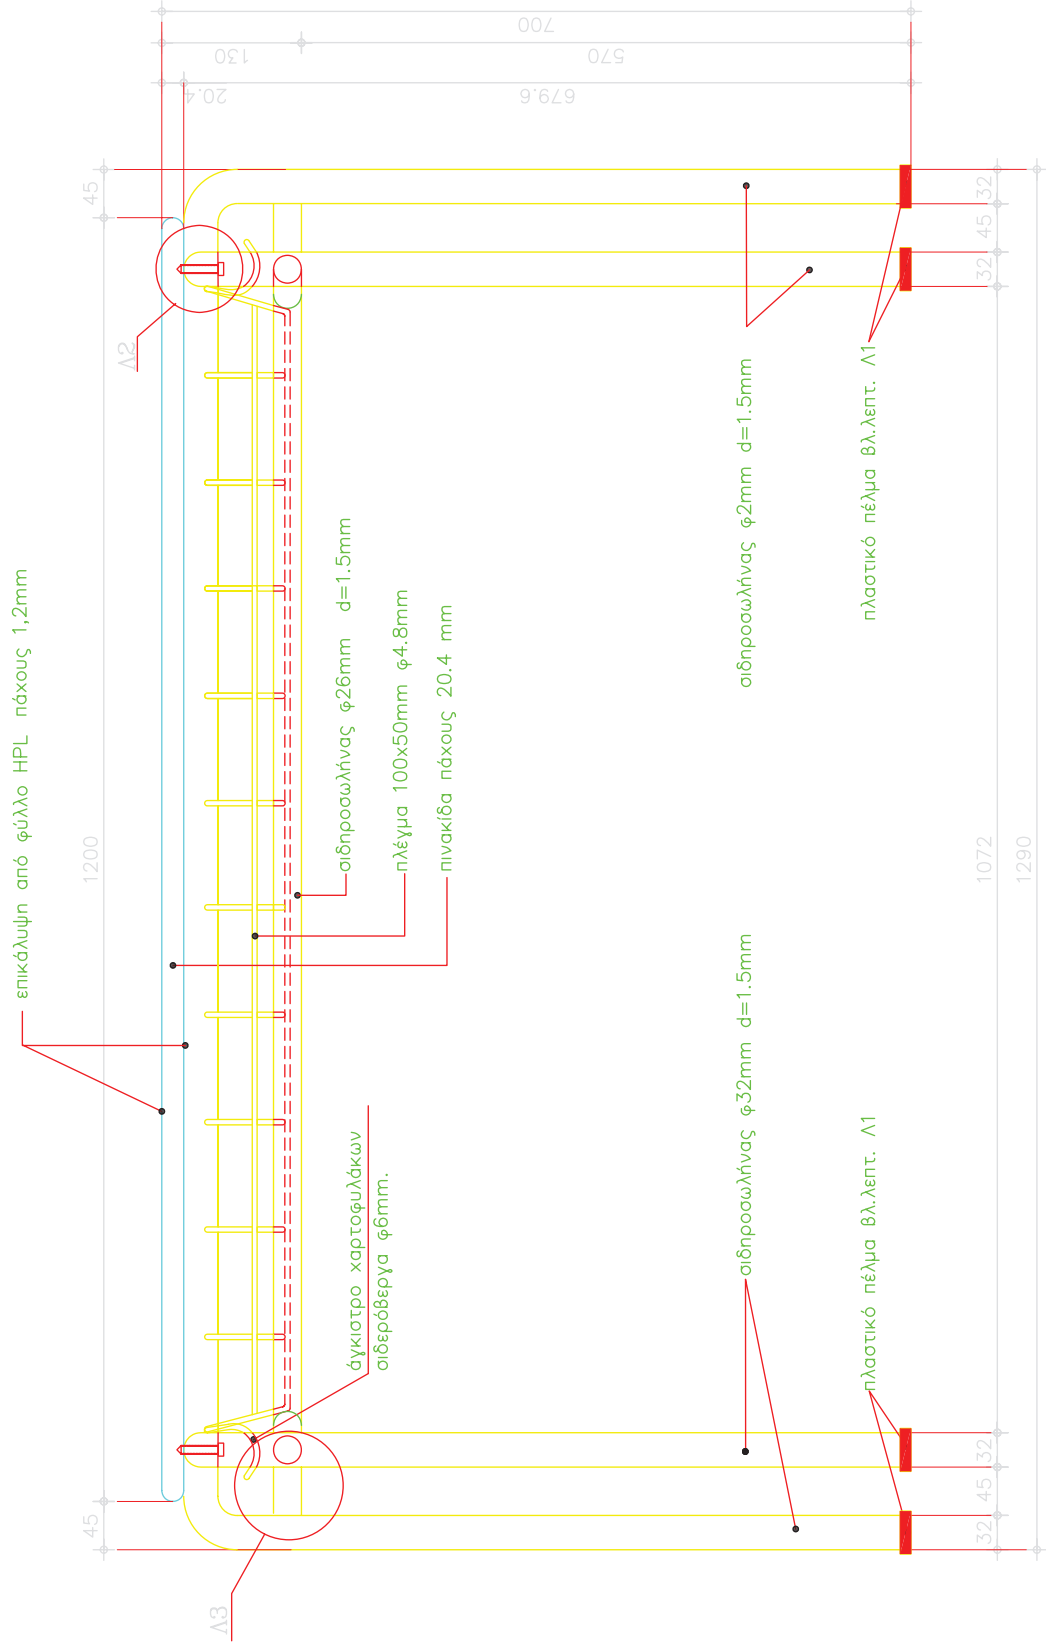 επικάλυψη από φύλλο HPL πάχους 1,2mm
45
1200
45
Λ3
Λ2
20.4
679.6
130
570
700
άγκιστρο χαρτοφυλάκων
σιδερόβεργα φ6mm.
σιδηροσωλήνας φ26mm d=1.5mm
πλέγμα 100x50mm φ4.8mm
πινακίδα πάχους 20.4 mm
σιδηροσωλήνας φ32mm d=1.5mm
σιδηροσωλήνας φ2mm d=1.5mm
πλαστικό πέλμα βλ.λεπτ. Λ1
πλαστικό πέλμα βλ.λεπτ. Λ1
32
45
32
1072
32
45
32
1290